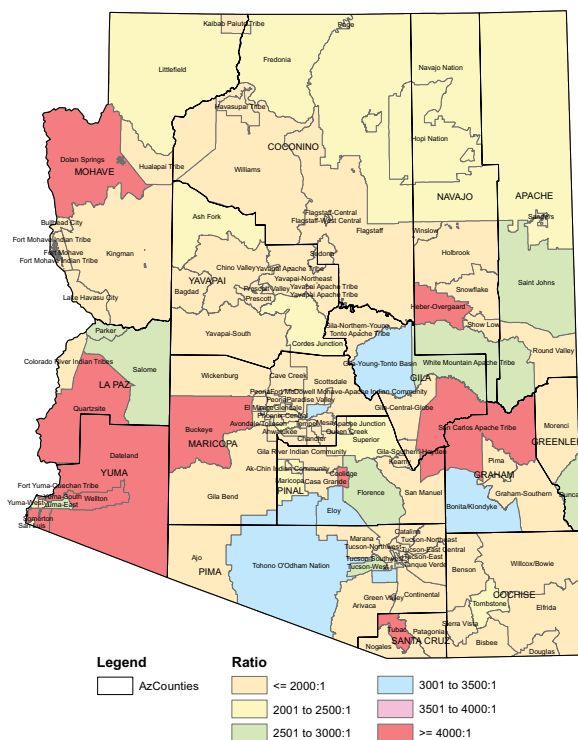 Kaibab Paiute Tribe
Page
Fredonia
Littlefield
Navajo Nation
Havasupai Tribe
Hopi Nation
COCONINO
Dolan Springs
MOHAVE
Hualapai Tribe
Williams
NAVAJO
APACHE
Ash Fork
Flagstaff-Central
Flagstaff-West Central
Flagstaff
Sanders
Bullhead City
Fort Mohave Indian Tribe
Fort Mohave
Fort Mohave Indian Tribe
Kingman
Winslow
Holbrook
Sedona
Chino Valley
Yavapai Apache Tribe
Yavapai-Northeast
YAVAPAI
Bagdad
Prescott Valley
Yavapai Apache Tribe
Yavapai Apache Tribe
Prescott
Saint Johns
Snowflake
Lake Havasu City
Heber-Overgaard
Show Low
Parker
Yavapai-South
Cordes Junction
Gila-Northern-Young
Tonto Apache Tribe
Round Valley
Colorado River Indian Tribes
Salome
Gila-Young-Tonto Basin
White Mountain Apache Tribe
GILA
LA PAZ
Wickenburg
Cave Creek
Scottsdale
Peoria
Fort McDowell Mohave-Apache Indian Community
Peoria
Paradise Valley
Quartzsite
El Mirage
Glendale
Gila-Central-Globe
Phoenix-Central
Buckeye
MARICOPA
Avondale/Tolleson
Tempe
Mesa
Apache Junction
Ahwatukee
Queen Creek
Chandler
Superior
San Carlos Apache Tribe
Morenci
GREENLEE
Dateland
YUMA
Gila River Indian Community
Gila-Southern-Hayden
Kearny
Pima
GRAHAM
Fort Yuma-Quechan Tribe
Ak-Chin Indian Community
Coolidge
Maricopa
Casa Grande
PINAL
Florence
San Manuel
Graham-Southern
Yuma-West
Yuma-South
Wellton
Yuma-East
Somerton
San Luis
Gila Bend
Eloy
Bonita/Klondyke
Duncan
Catalina
Marana
Tucson-Northeast
Tucson-Northwest
Tucson-East Central
Tucson-East
Tucson-Southwest
Tanque Verde
Tucson-West
Ajo
PIMA
Tohono O'Odham Nation
Benson
Willcox/Bowie
Green Valley
Continental
Arivaca
COCHISE
Tombstone
Elfrida
Tubac
Patagonia
Sierra Vista
SANTA CRUZ
Nogales
Bisbee
Douglas
Legend
AzCounties
Ratio
<= 2000:1
2001 to 2500:1
2501 to 3000:1
3001 to 3500:1
3501 to 4000:1
>= 4000:1